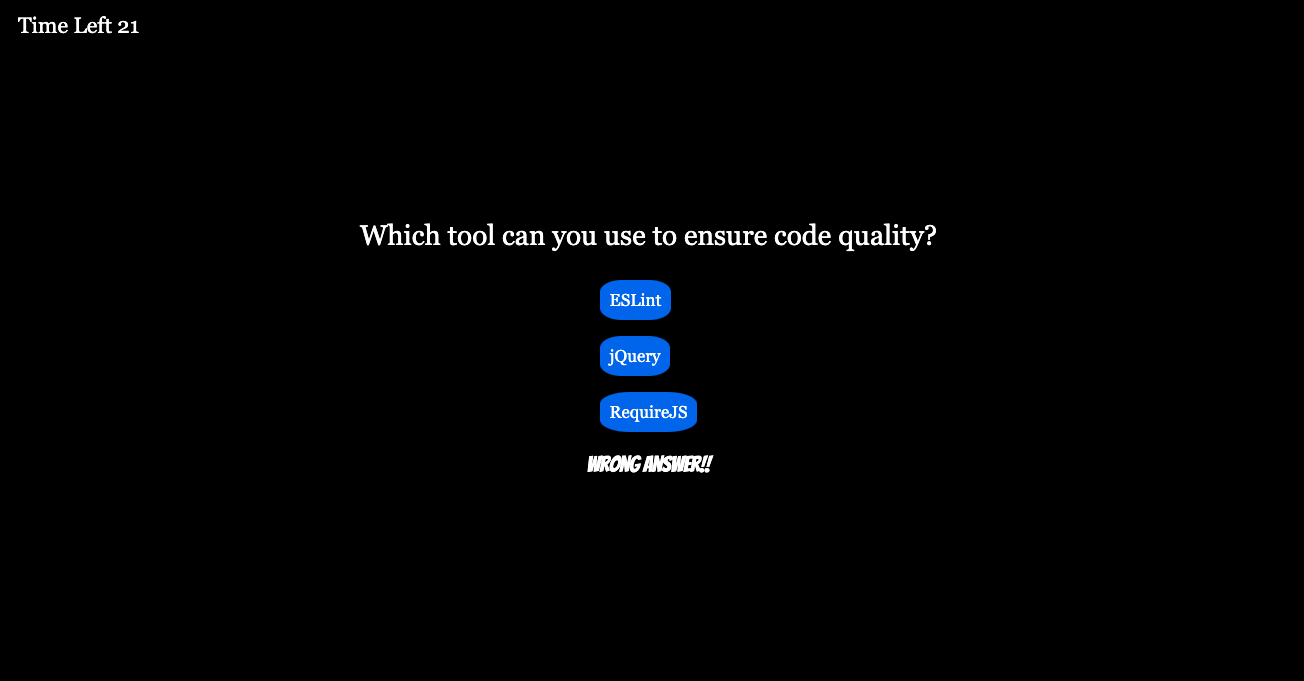 Time Left 21
Which tool can you use to ensure code quality?
ESLint
jQuery
RequireJS
WRONG ANSWER!!